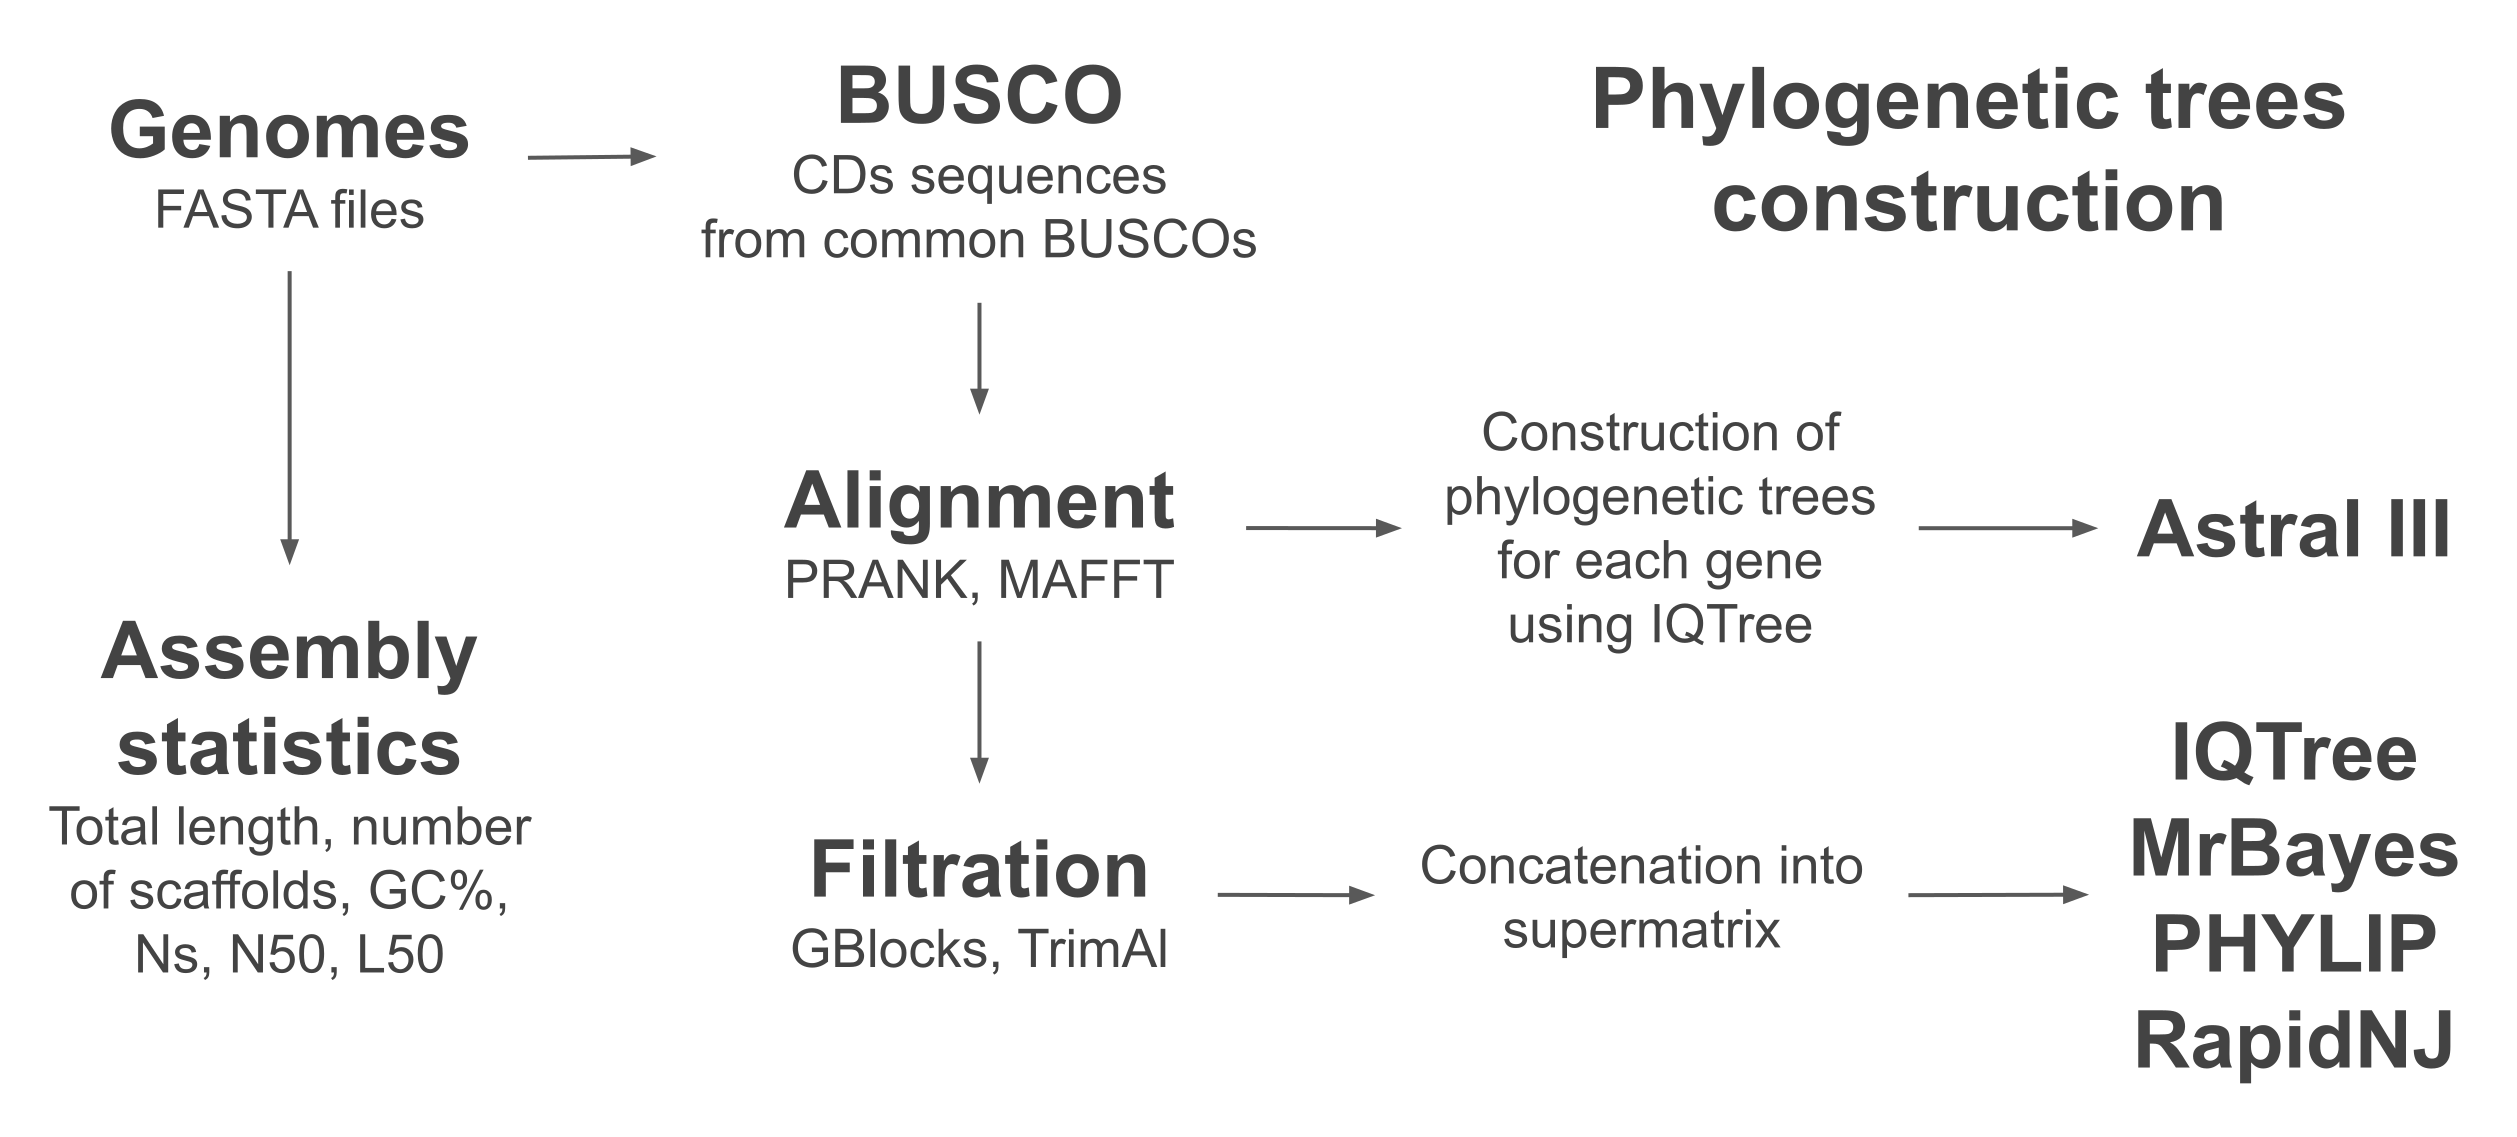 Genomes
FASTA files
Assembly
statistics
Total length, number
of scaffolds, GC%,
Ns, N50, L50
BUSCO
CDs sequences
from common BUSCOs
Alignment
PRANK, MAFFT
Filtration
GBlocks, TrimAl
Phylogenetic trees
construction
Construction of
phylogenetic trees
for each gene
using IQTree
Astral III
Concatenation into
supermatrix
IQTree
MrBayes
PHYLIP
RapidNJ